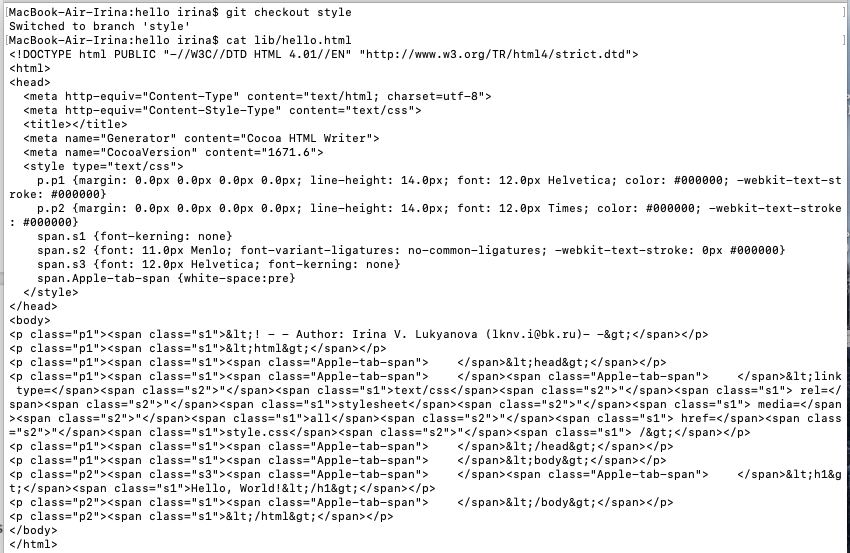 [MacBook-Air-Irina:hello irina$ git checkout style ]
Switched to branch 'style'
[MacBook-Air-Irina:hello irina$ cat lib/hello.html ]
<!DOCTYPE html PUBLIC "-//W3C//DTD HTML 4.01//EN" "http://www.w3.org/TR/html4/strict.dtd">
<html>
<head>
  <meta http-equiv="Content-Type" content="text/html; charset=utf-8">
  <meta http-equiv="Content-Style-Type" content="text/css">
  <title></title>
  <meta name="Generator" content="Cocoa HTML Writer">
  <meta name="CocoaVersion" content="1671.6">
  <style type="text/css">
    p.p1 {margin: 0.0px 0.0px 0.0px 0.0px; line-height: 14.0px; font: 12.0px Helvetica; color: #000000; -webkit-text-st
roke: #000000}
    p.p2 {margin: 0.0px 0.0px 0.0px 0.0px; line-height: 14.0px; font: 12.0px Times; color: #000000; -webkit-text-stroke
: #000000}
    span.s1 {font-kerning: none}
    span.s2 {font: 11.0px Menlo; font-variant-ligatures: no-common-ligatures; -webkit-text-stroke: 0px #000000}
    span.s3 {font: 12.0px Helvetica; font-kerning: none}
    span.Apple-tab-span {white-space:pre}
  </style>
</head>
<body>
<p class="p1"><span class="s1">&lt;! - - Author: Irina V. Lukyanova (lknv.i@bk.ru)- -&gt;</span></p>
<p class="p1"><span class="s1">&lt;html&gt;</span></p>
<p class="p1"><span class="s1"><span class="Apple-tab-span">    </span>&lt;head&gt;</span></p>
<p class="p1"><span class="s1"><span class="Apple-tab-span">    </span><span class="Apple-tab-span">    </span>&lt;link
 type=</span><span class="s2">"</span><span class="s1">text/css</span><span class="s2">"</span><span class="s1"> rel=</
span><span class="s2">"</span><span class="s1">stylesheet</span><span class="s2">"</span><span class="s1"> media=</span
><span class="s2">"</span><span class="s1">all</span><span class="s2">"</span><span class="s1"> href=</span><span class
="s2">"</span><span class="s1">style.css</span><span class="s2">"</span><span class="s1"> /&gt;</span></p>
<p class="p1"><span class="s1"><span class="Apple-tab-span">    </span>&lt;/head&gt;</span></p>
<p class="p1"><span class="s1"><span class="Apple-tab-span">    </span>&lt;body&gt;</span></p>
<p class="p2"><span class="s3"><span class="Apple-tab-span">    </span><span class="Apple-tab-span">    </span>&lt;h1&g
t;</span><span class="s1">Hello, World!&lt;/h1&gt;</span></p>
<p class="p2"><span class="s1"><span class="Apple-tab-span">    </span>&lt;/body&gt;</span></p>
<p class="p2"><span class="s1">&lt;/html&gt;</span></p>
</body>
</html>